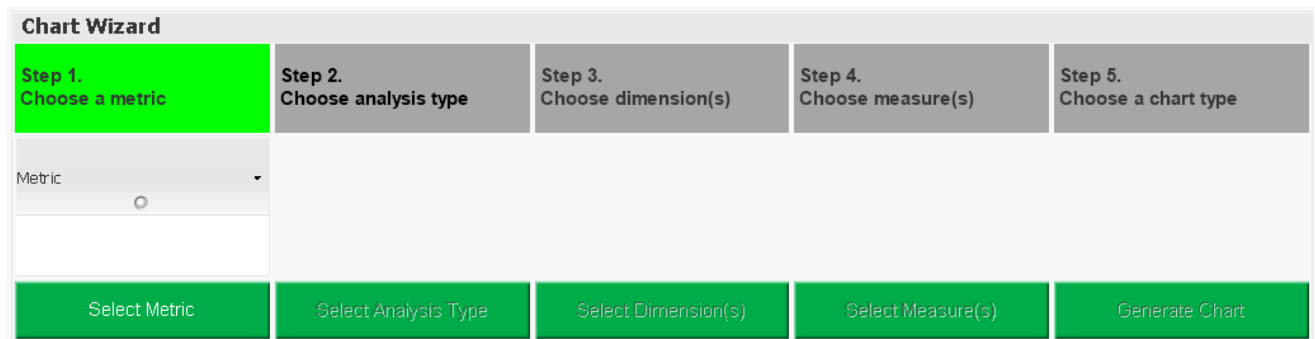 Chart Wizard
Step 1.
Choose a metric
Step 2.
Choose analysis type
Step 3.
Choose dimension(s)
Step 4.
Choose measure(s)
Step 5.
Choose a chart type
Metric
Select Metric
Select Analysis Type
Select Dimension(s)
Select Measure(s)
Generate Chart